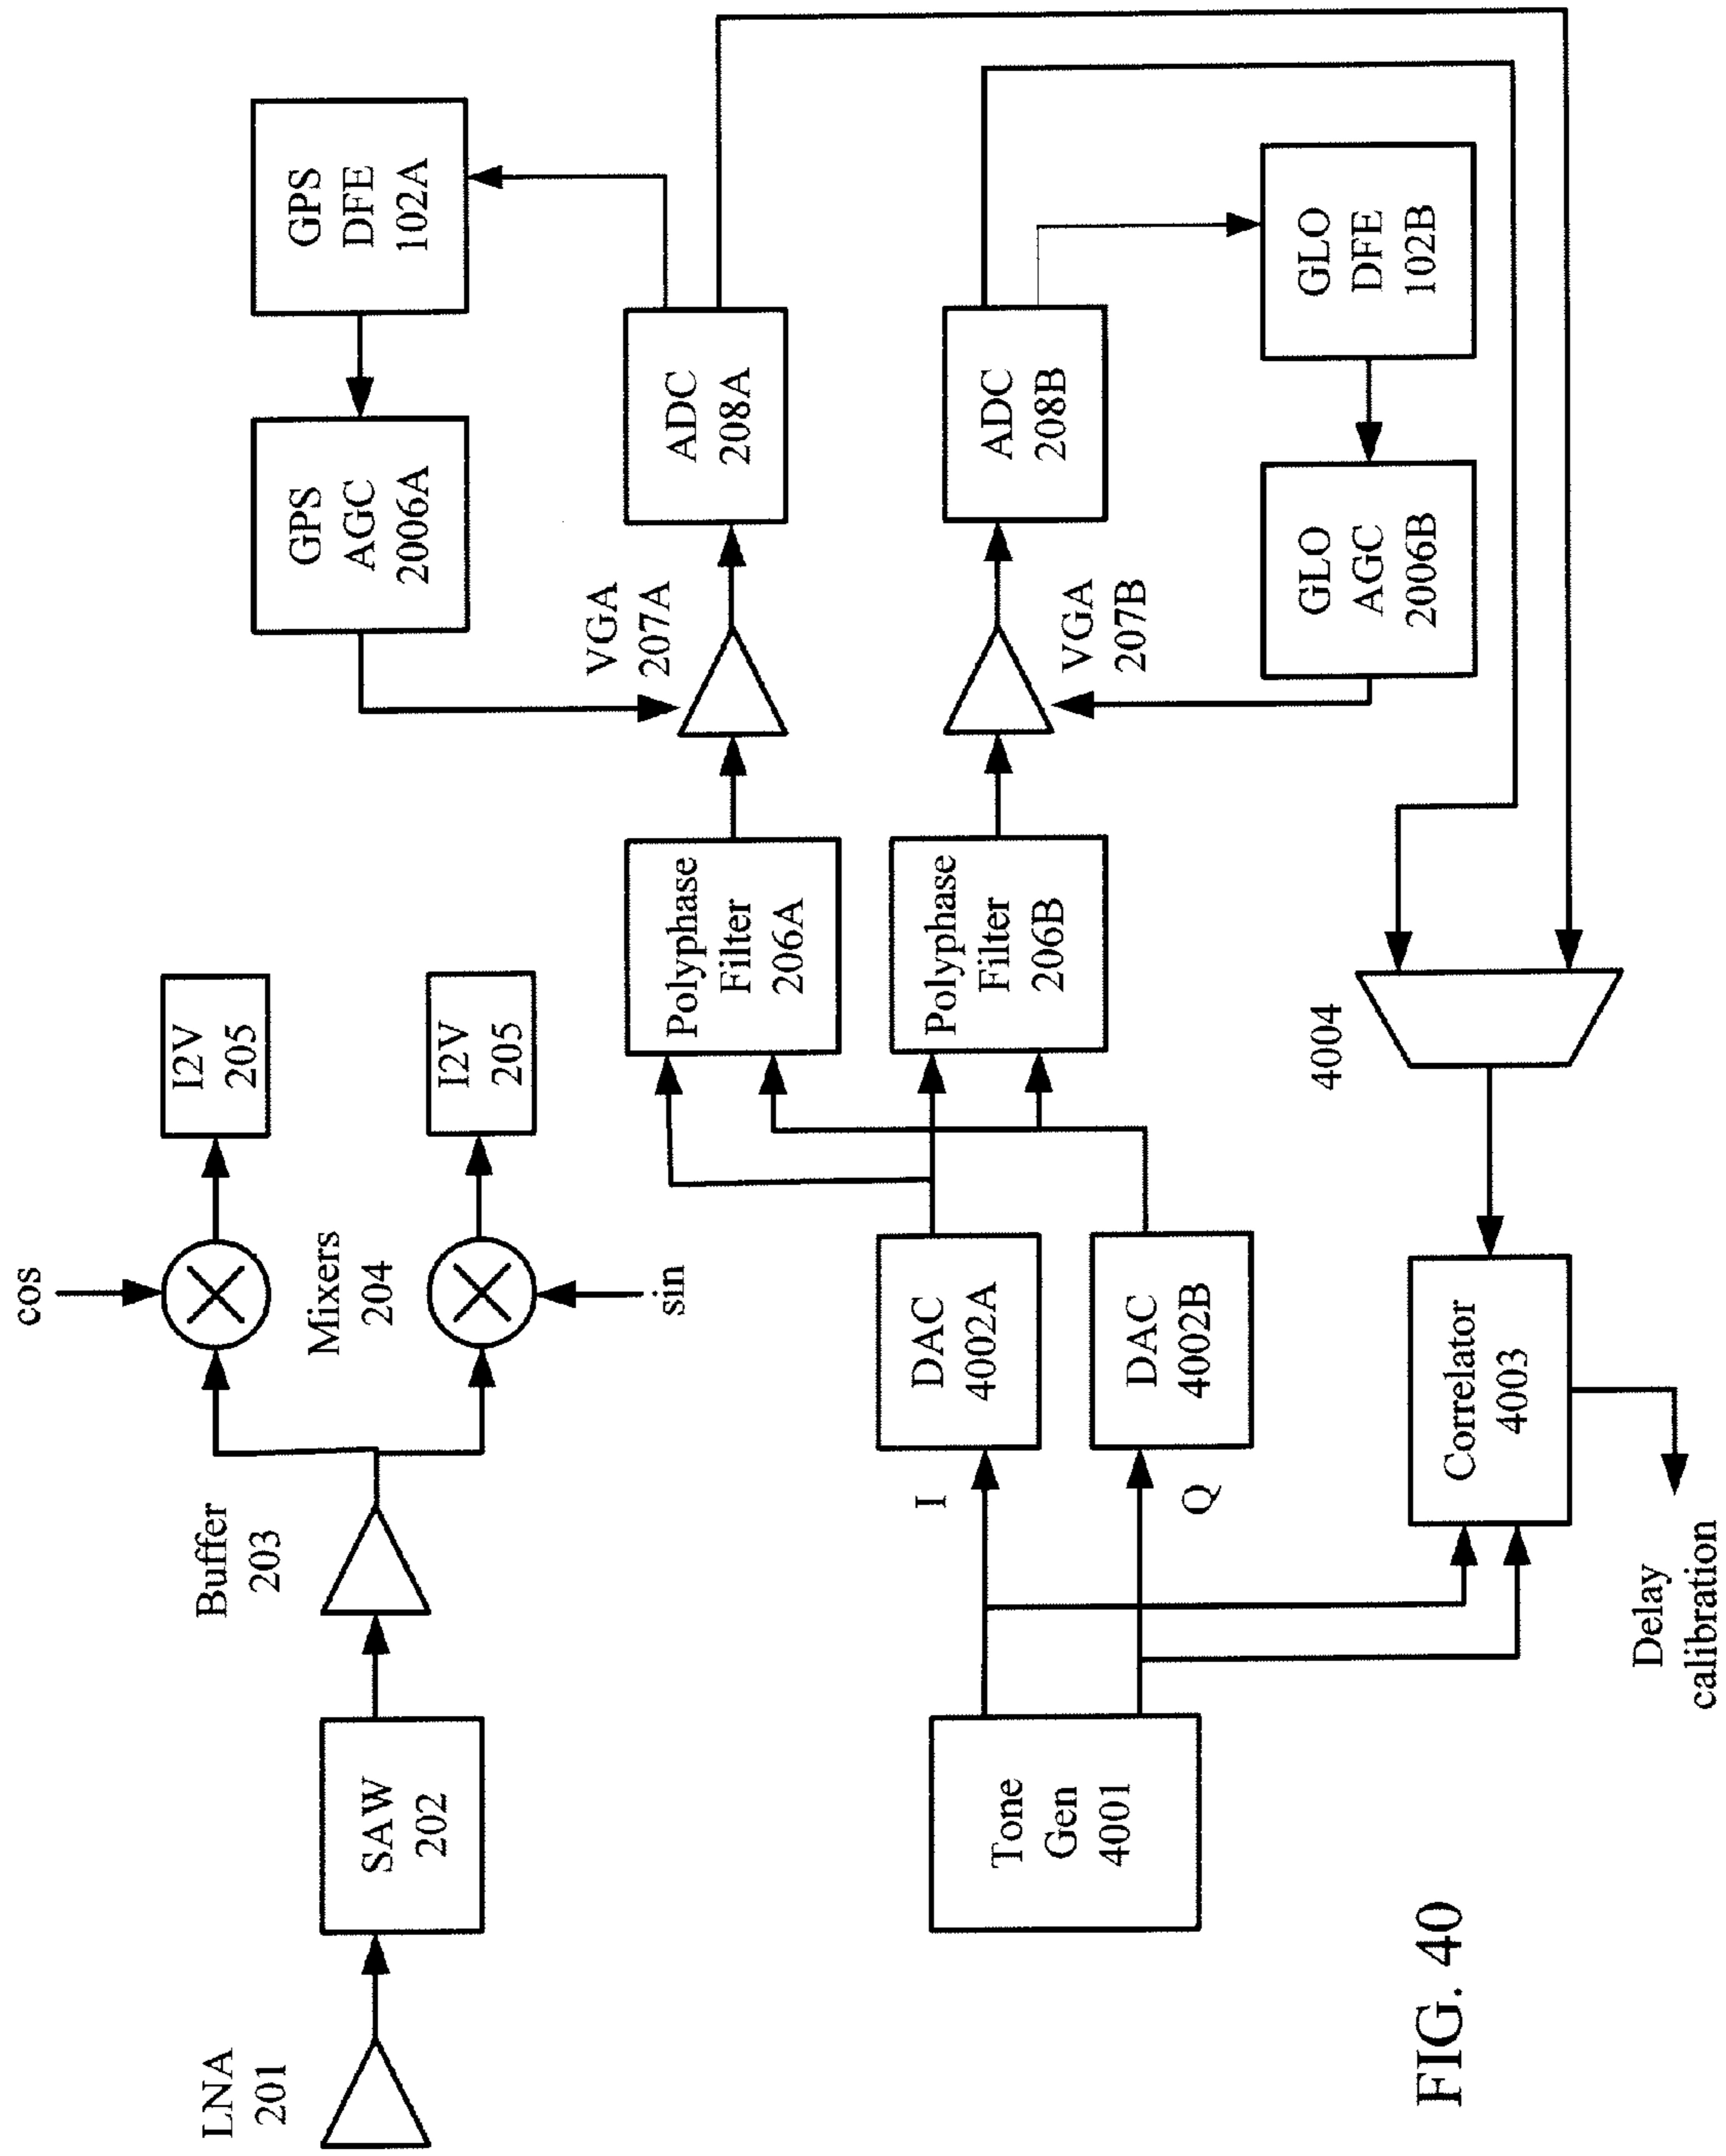 cos
I2V
205
GPS
AGC
2006A
GPS
DFE
102A
LNA
201
SAW
202
Buffer
203
Mixers
204
I2V
205
sin
VGA
207A
Polyphase
Filter
206A
ADC
208A
Tone
Gen
4001
I
Q
DAC
4002A
DAC
4002B
Polyphase
Filter
206B
VGA
207B
ADC
208B
GLO
AGC
2006B
GLO
DFE
102B
4004
Correlator
4003
Delay
calibration
FIG. 40